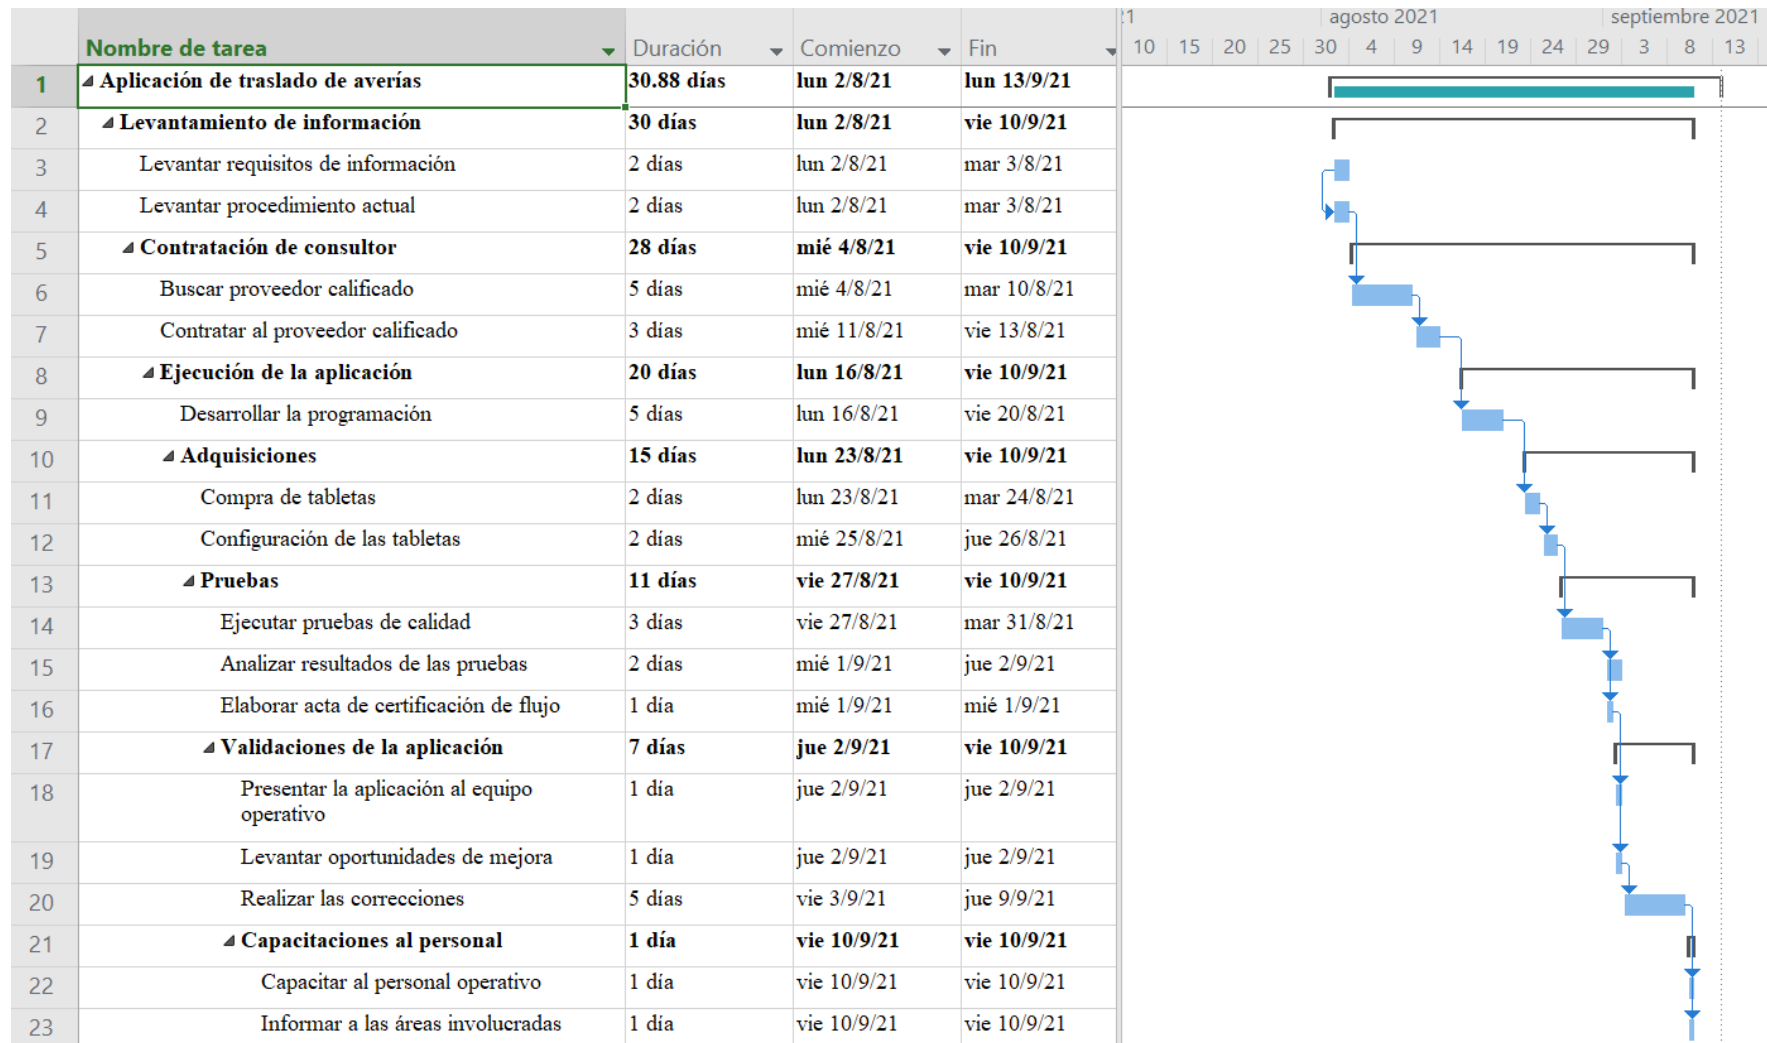 21 agosto 2021 septiembre 2021
Nombre de tarea Duración Comienzo Fin 10 15 20 25 30 4 9 14 19 24 29 3 8 13
1 Aplicación de traslado de averías 30.88 días lun 2/8/21 lun 13/9/21
2 Levantamiento de información 30 días lun 2/8/21 vie 10/9/21
3 Levantar requisitos de información 2 días lun 2/8/21 mar 3/8/21
4 Levantar procedimiento actual 2 días lun 2/8/21 mar 3/8/21
5 Contratación de consultor 28 días mié 4/8/21 vie 10/9/21
6 Buscar proveedor calificado 5 días mié 4/8/21 mar 10/8/21
7 Contratar al proveedor calificado 3 días mié 11/8/21 vie 13/8/21
8 Ejecución de la aplicación 20 días lun 16/8/21 vie 10/9/21
9 Desarrollar la programación 5 días lun 16/8/21 vie 20/8/21
10 Adquisiciones 15 días lun 23/8/21 vie 10/9/21
11 Compra de tabletas 2 días lun 23/8/21 mar 24/8/21
12 Configuración de las tabletas 2 días mié 25/8/21 jue 26/8/21
13 Pruebas 11 días vie 27/8/21 vie 10/9/21
14 Ejecutar pruebas de calidad 3 días vie 27/8/21 mar 31/8/21
15 Analizar resultados de las pruebas 2 días mié 1/9/21 jue 2/9/21
16 Elaborar acta de certificación de flujo 1 día mié 1/9/21 mié 1/9/21
17 Validaciones de la aplicación 7 días jue 2/9/21 vie 10/9/21
18 Presentar la aplicación al equipo 1 día jue 2/9/21 jue 2/9/21
operativo
19 Levantar oportunidades de mejora 1 día jue 2/9/21 jue 2/9/21
20 Realizar las correcciones 5 días vie 3/9/21 jue 9/9/21
21 Capacitaciones al personal 1 día vie 10/9/21 vie 10/9/21
22 Capacitar al personal operativo 1 día vie 10/9/21 vie 10/9/21
23 Informar a las áreas involucradas 1 día vie 10/9/21 vie 10/9/21